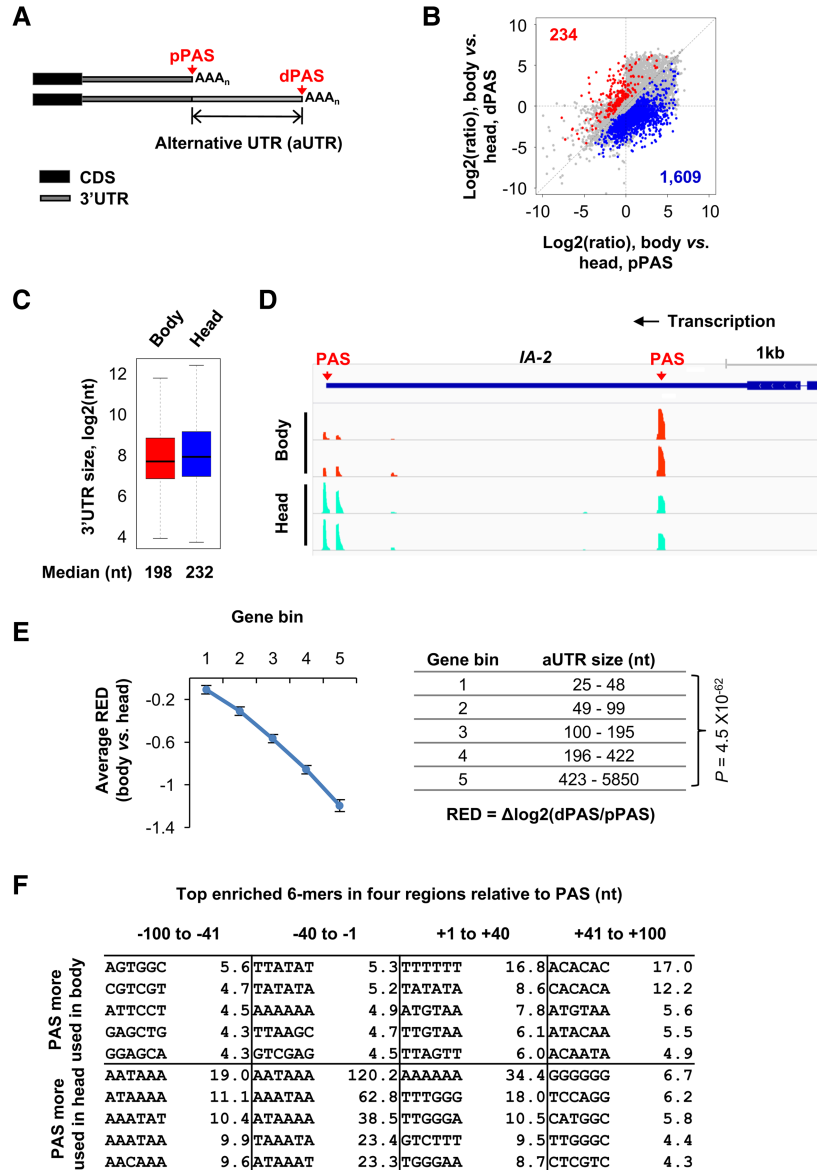 A
pPAS
AAAn
dPAS
AAAn
Alternative UTR (aUTR)
CDS
3'UTR
B
Log2(ratio), body vs.
head, dPAS
10
5
0
-5
-10
234
1,609
-10 -5 0 5 10
Log2(ratio), body vs.
head, pPAS
C
Body Head
3'UTR size, log2(nt)
12
10
8
6
4
Median (nt) 198 232
D
Transcription
PAS IA-2 PAS 1kb
Body
Head
E
Gene bin
1 2 3 4 5
Average RED
(body vs. head)
-0.2
-0.6
-1
-1.4
Gene bin aUTR size (nt)
1 25 - 48
2 49 - 99
3 100 - 195
4 196 - 422
5 423 - 5850
P = 4.5 X10-62
RED = Δlog2(dPAS/pPAS)
F
Top enriched 6-mers in four regions relative to PAS (nt)
-100 to -41 -40 to -1 +1 to +40 +41 to +100
PAS more
used in body
AGTGGC 5.6 TTATAT 5.3 TTTTTT 16.8 ACACAC 17.0
CGTCGT 4.7 TATATA 5.2 TATATA 8.6 CACACA 12.2
ATTCCT 4.5 AAAAAA 4.9 ATGTAA 7.8 ATGTAA 5.6
GAGCTG 4.3 TTAAGC 4.7 TTGTAA 6.1 ATACAA 5.5
GGAGCA 4.3 GTCGAG 4.5 TTAGTT 6.0 ACAATA 4.9
PAS more
used in head
AATAAA 19.0 AATAAA 120.2 AAAAAA 34.4 GGGGGG 6.7
ATAAAA 11.1 AAATAA 62.8 TTTGGG 18.0 TCCAGG 6.2
AAATAT 10.4 ATAAAA 38.5 TTGGGA 10.5 CATGGC 5.8
AAATAA 9.9 TAAATA 23.4 GTCTTT 9.5 TTGGGC 4.4
AACAAA 9.6 ATAAAT 23.3 TGGGAA 8.7 CTCGTC 4.3